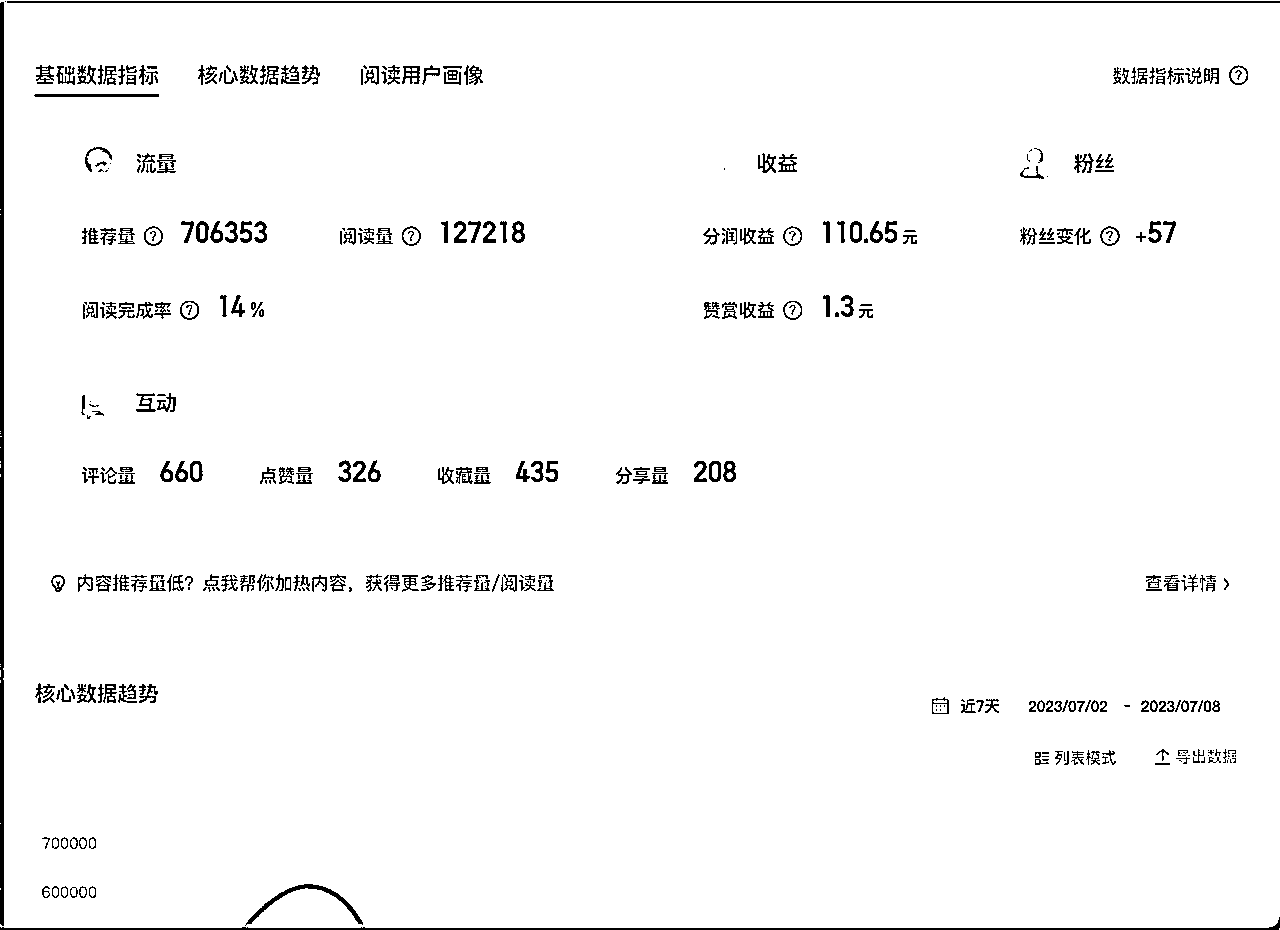 基础数据指标 核心数据趋势 阅读用户画像 数据指标说明 ?
流量 收益 粉丝
推荐量 ? 706353 阅读量 ? 127218 分润收益 ? 110.65元 粉丝变化 ? +57
阅读完成率 ? 14% 赞赏收益 ? 1.3元
互动
评论量 660 点赞量 326 收藏量 435 分享量 208
内容推荐量低？点我帮你加热内容，获得更多推荐量/阅读量 查看详情 >
核心数据趋势
近7天 2023/07/02 - 2023/07/08
列表模式 导出数据
700000
600000